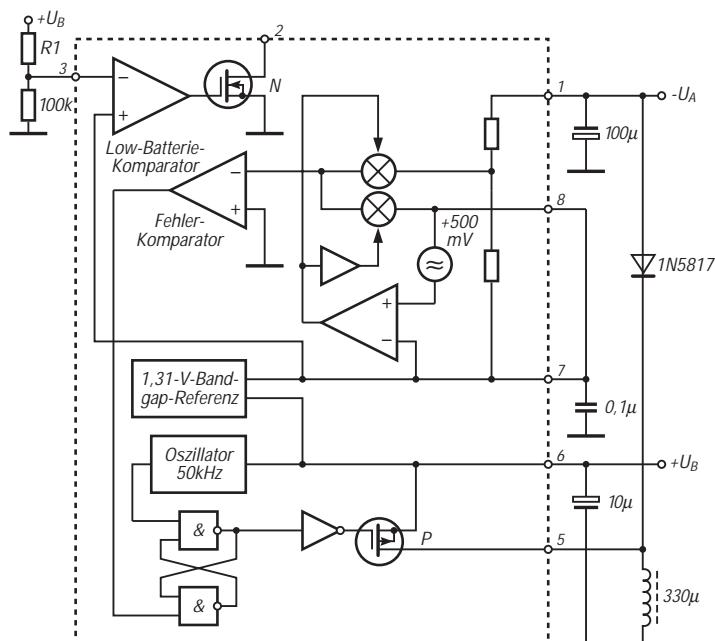 +U_B
R1
3
100k
2
−
+
N
Low-Batterie-
Komparator
−
+
Fehler-
Komparator
1
-U_A
100µ
8
+500
mV
≈
+
−
1N5817
1,31-V-Band-
gap-Referenz
7
0,1µ
Oszillator
50kHz
6
+U_B
10µ
&
P
5
&
330µ